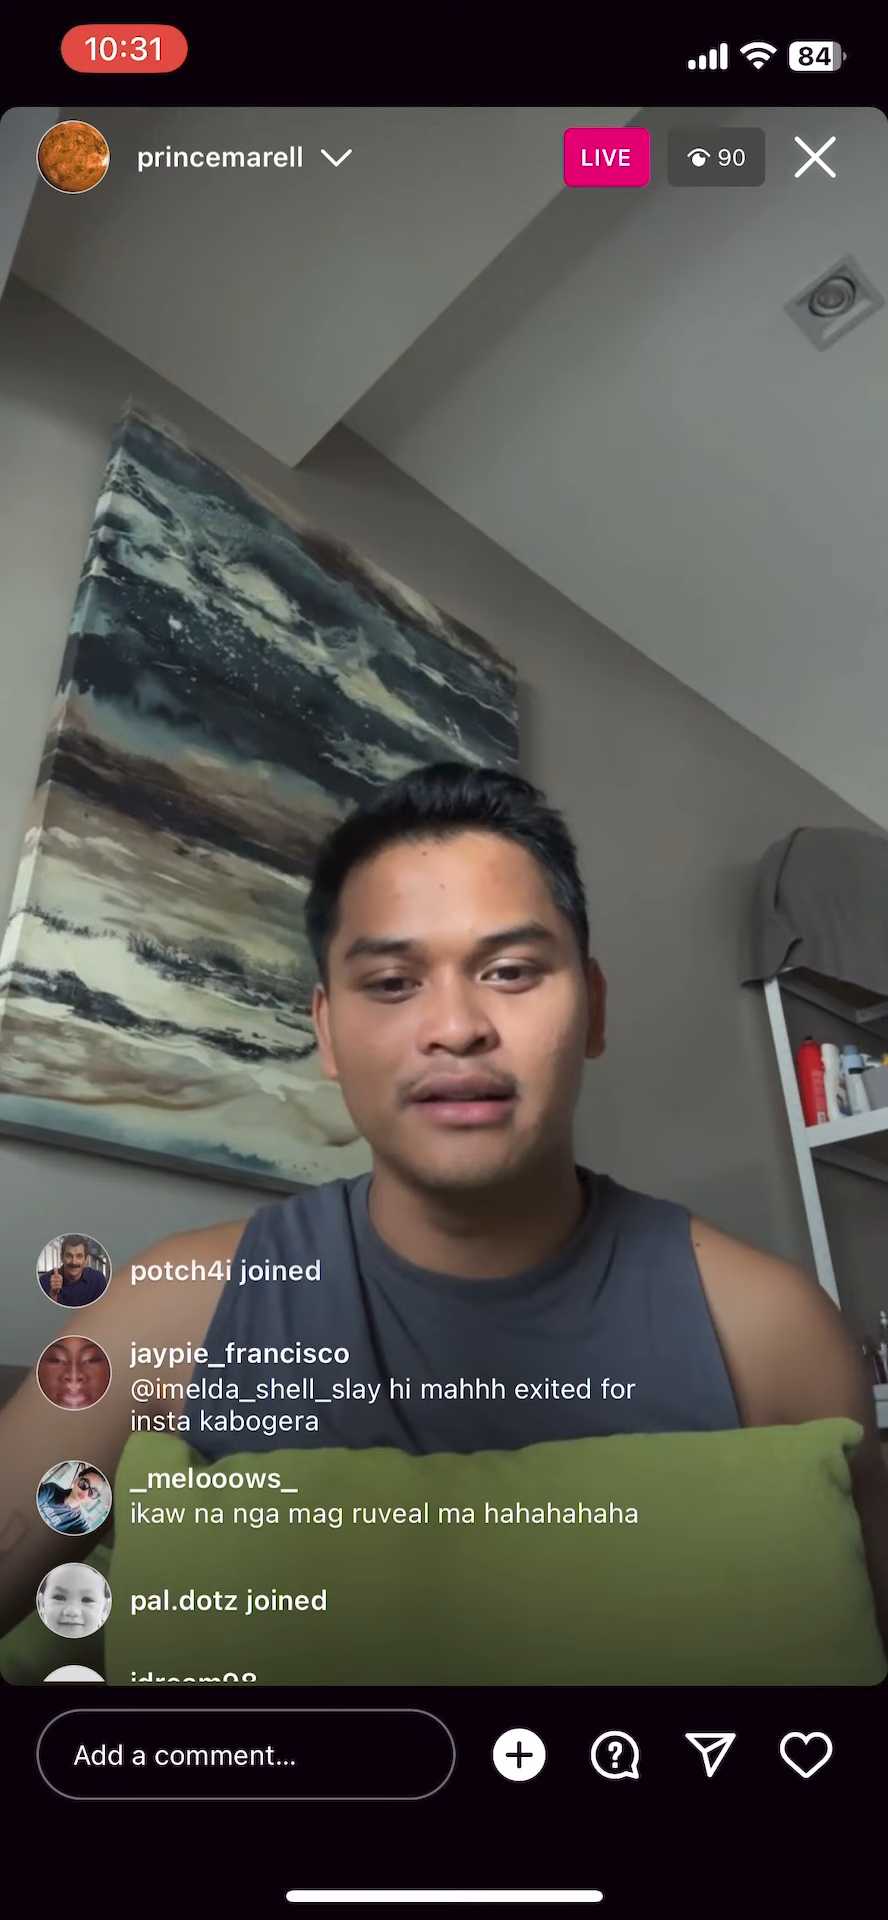 10:31
84
princemarell
LIVE
90
potch4i joined
jaypie_francisco
@imelda_shell_slay hi mahhh exited for
insta kabogera
_melooows_
ikaw na nga mag ruveal ma hahahahaha
pal.dotz joined
Add a comment...